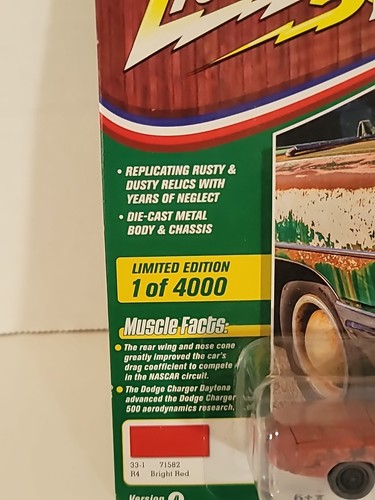 • REPLICATING RUSTY &
DUSTY RELICS WITH
YEARS OF NEGLECT
• DIE-CAST METAL
BODY & CHASSIS
LIMITED EDITION
1 of 4000
Muscle Facts:
• The rear wing and nose cone
greatly improved the car's
drag coefficient to compete
in the NASCAR circuit.
• The Dodge Charger Daytona
advanced the Dodge Charger
500 aerodynamics research.
33-1 71582
R4 Bright Red
Version